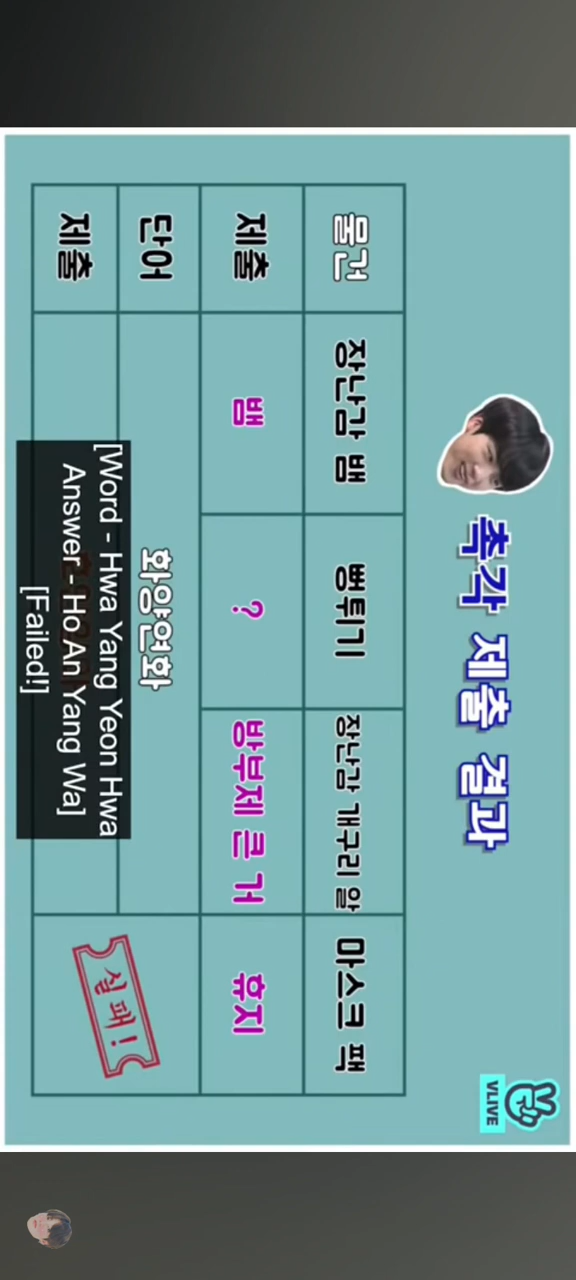 촉각 제출 결과
물건 장난감 뱀 뻥튀기 장난감 개구리 알 마스크 팩
제출 뱀 ? 방부제 큰 거 휴지
단어 화양연화
제출
실패!
[Word - Hwa Yang Yeon Hwa
Answer - Ho An Yang Wa]
[Failed!]
V
VLIVE